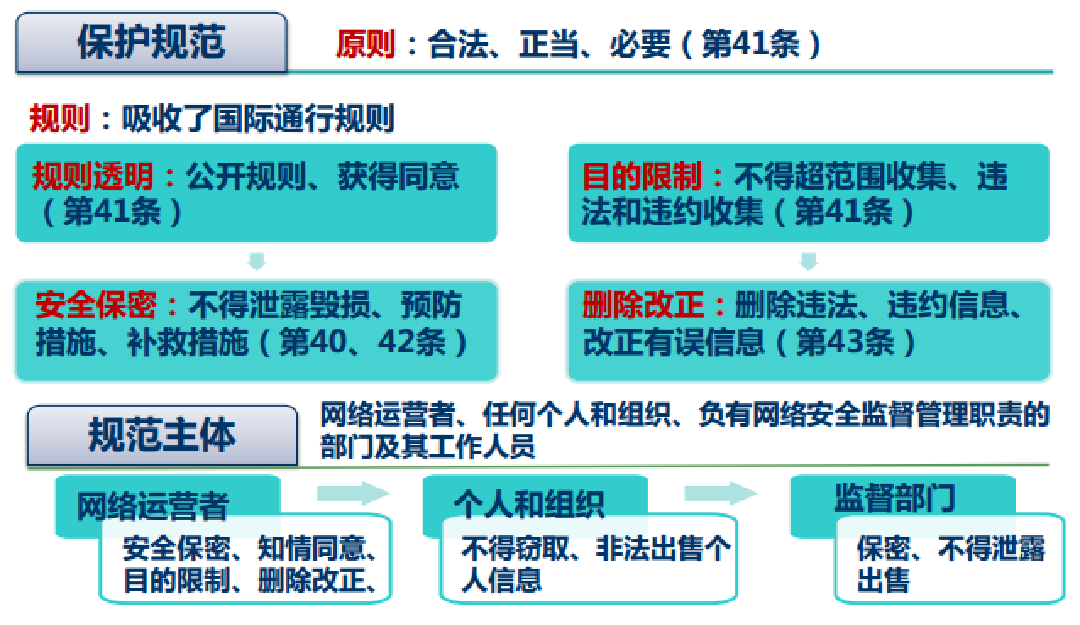 保护规范
原则：合法、正当、必要（第41条）
规则：吸收了国际通行规则
规则透明：公开规则、获得同意
（第41条）
目的限制：不得超范围收集、违
法和违约收集（第41条）
安全保密：不得泄露毁损、预防
措施、补救措施（第40、42条）
删除改正：删除违法、违约信息、
改正有误信息（第43条）
规范主体
网络运营者、任何个人和组织、负有网络安全监督管理职责的
部门及其工作人员
网络运营者
安全保密、知情同意、
目的限制、删除改正、
个人和组织
不得窃取、非法出售个
人信息
监督部门
保密、不得泄露
出售